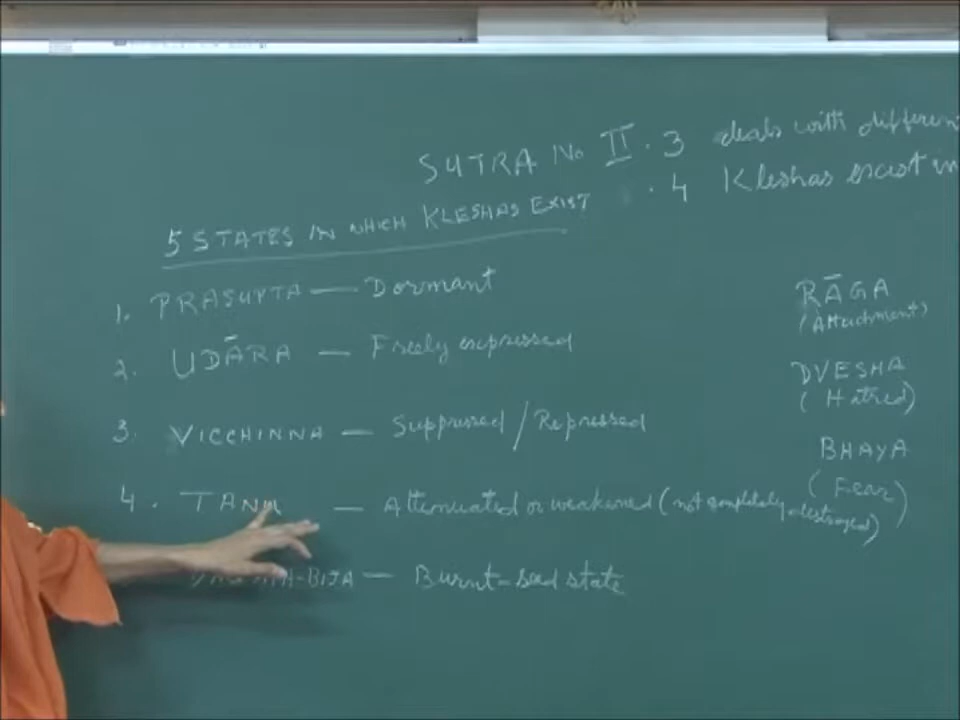 SUTRA No II . 3 deals with differen
. 4 Kleshas exist in
5 STATES IN WHICH KLESHAS EXIST
1. PRASUPTA — Dormant
2. UDĀRA — Freely expressed
3. VICCHINNA — Suppressed / Repressed
4. TANU — Attenuated or weakened (not completely destroyed)
-BIJA — Burnt-seed state
RĀGA
(Attachment)
DVESHA
(Hatred)
BHAYA
(Fear)